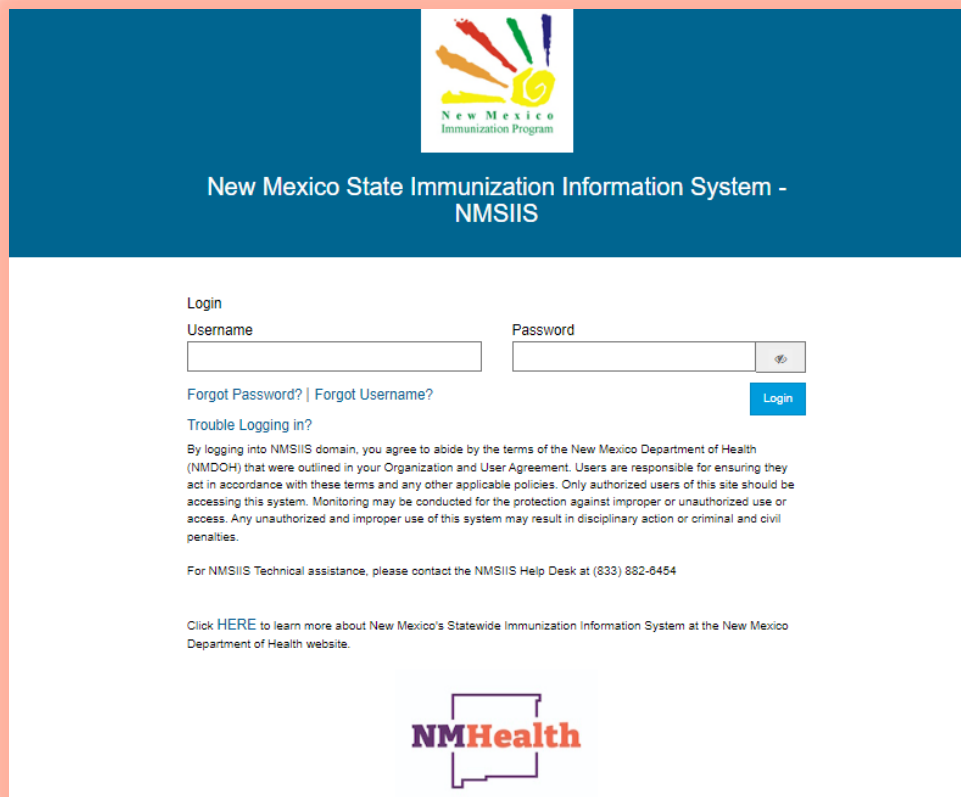 New Mexico
Immunization Program
New Mexico State Immunization Information System -
NMSIIS
Login
Username
Password
Forgot Password? | Forgot Username?
Login
Trouble Logging in?
By logging into NMSIIS domain, you agree to abide by the terms of the New Mexico Department of Health
(NMDOH) that were outlined in your Organization and User Agreement. Users are responsible for ensuring they
act in accordance with these terms and any other applicable policies. Only authorized users of this site should be
accessing this system. Monitoring may be conducted for the protection against improper or unauthorized use or
access. Any unauthorized and improper use of this system may result in disciplinary action or criminal and civil
penalties.
For NMSIIS Technical assistance, please contact the NMSIIS Help Desk at (833) 882-6454
Click HERE to learn more about New Mexico's Statewide Immunization Information System at the New Mexico
Department of Health website.
NMHealth